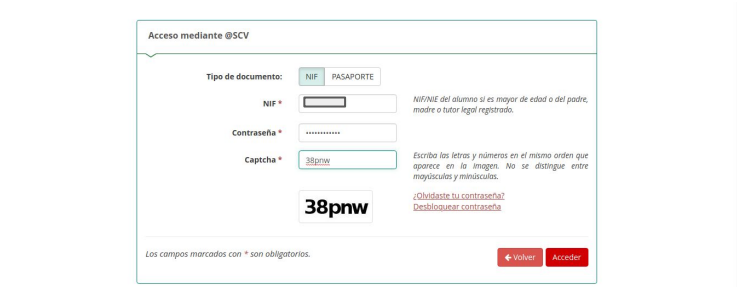 Acceso mediante @SCV
Tipo de documento: NIF PASAPORTE
NIF *
NIF/NIE del alumno si es mayor de edad o del padre,
madre o tutor legal registrado.
Contraseña * ••••••••••••
Captcha * 38pnw
Escriba las letras y números en el mismo orden que
aparece en la imagen. No se distingue entre
mayúsculas y minúsculas.
38pnw
¿Olvidaste tu contraseña?
Desbloquear contraseña
Los campos marcados con * son obligatorios.
Volver Acceder